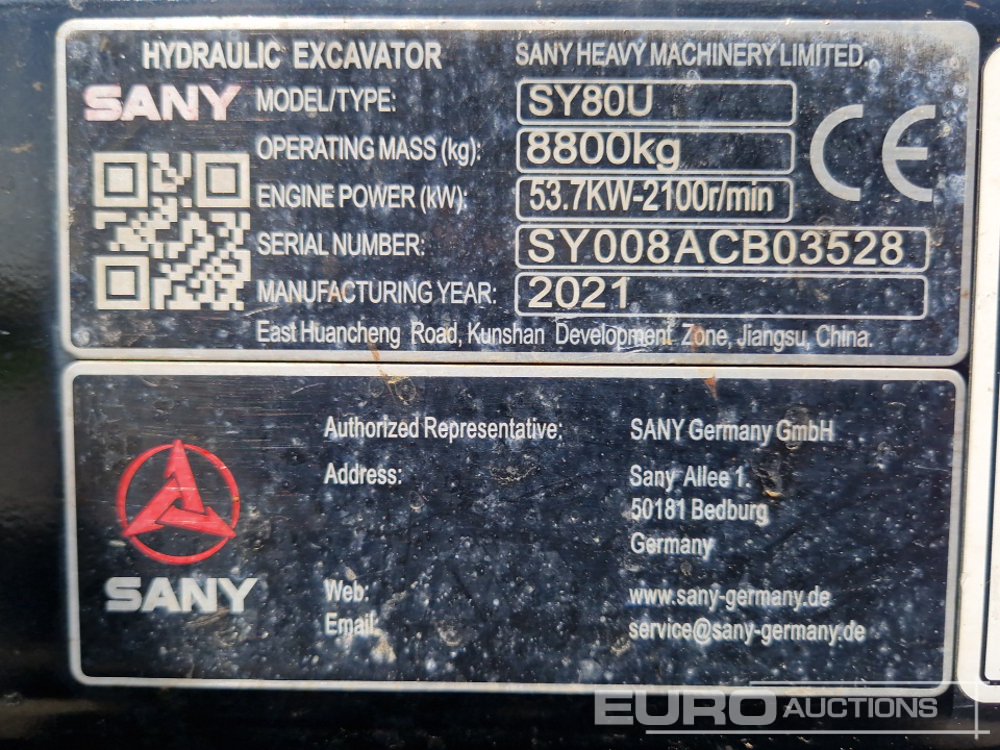 HYDRAULIC EXCAVATOR SANY HEAVY MACHINERY LIMITED.
SANY MODEL/TYPE: SY80U
OPERATING MASS (kg): 8800kg
ENGINE POWER (kW): 53.7KW-2100r/min
SERIAL NUMBER: SY008ACB03528
MANUFACTURING YEAR: 2021
East Huancheng Road, Kunshan Development Zone, Jiangsu, China.
CE
Authorized Representative: SANY Germany GmbH
Address: Sany Allee 1.
50181 Bedburg
Germany
SANY
Web: www.sany-germany.de
Email: service@sany-germany.de
EURO AUCTIONS